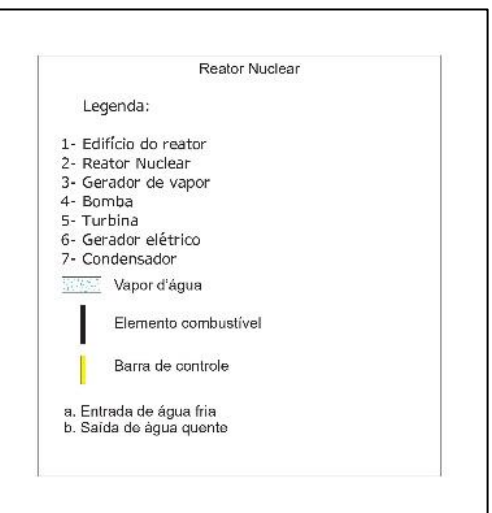 Reator Nuclear
Legenda:
1- Edifício do reator
2- Reator Nuclear
3- Gerador de vapor
4- Bomba
5- Turbina
6- Gerador elétrico
7- Condensador
Vapor d'água
Elemento combustível
Barra de controle
a. Entrada de água fria
b. Saída de água quente